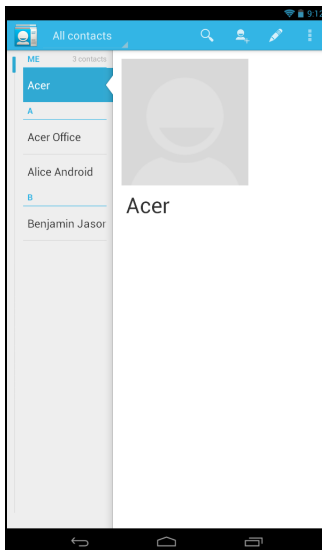 9:12
All contacts
ME 3 contacts
Acer
A
Acer Office
Alice Android
B
Benjamin Jasor
Acer